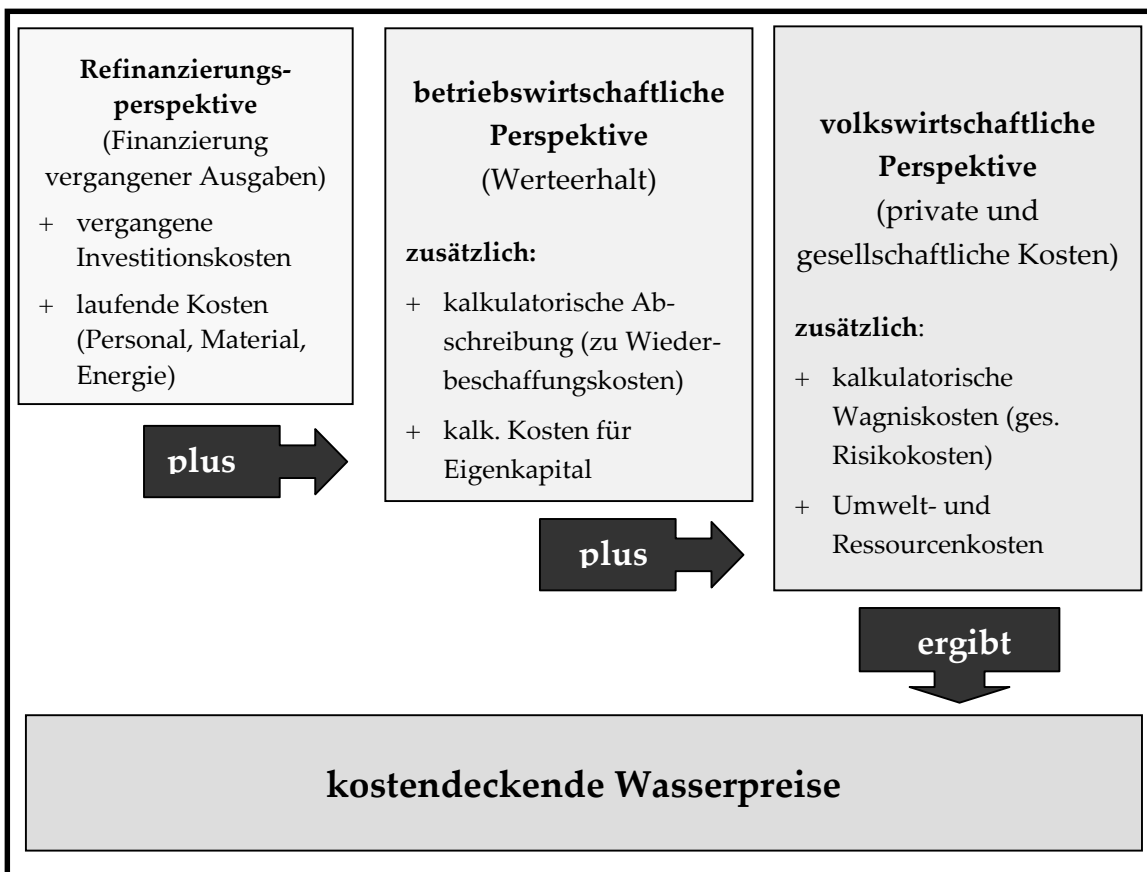 Refinanzierungs-
perspektive
(Finanzierung
vergangener Ausgaben)
+ vergangene
Investitionskosten
+ laufende Kosten
(Personal, Material,
Energie)
plus
betriebswirtschaftliche
Perspektive
(Werteerhalt)
zusätzlich:
+ kalkulatorische Ab-
schreibung (zu Wieder-
beschaffungskosten)
+ kalk. Kosten für
Eigenkapital
plus
volkswirtschaftliche
Perspektive
(private und
gesellschaftliche Kosten)
zusätzlich:
+ kalkulatorische
Wagniskosten (ges.
Risikokosten)
+ Umwelt- und
Ressourcenkosten
ergibt
kostendeckende Wasserpreise